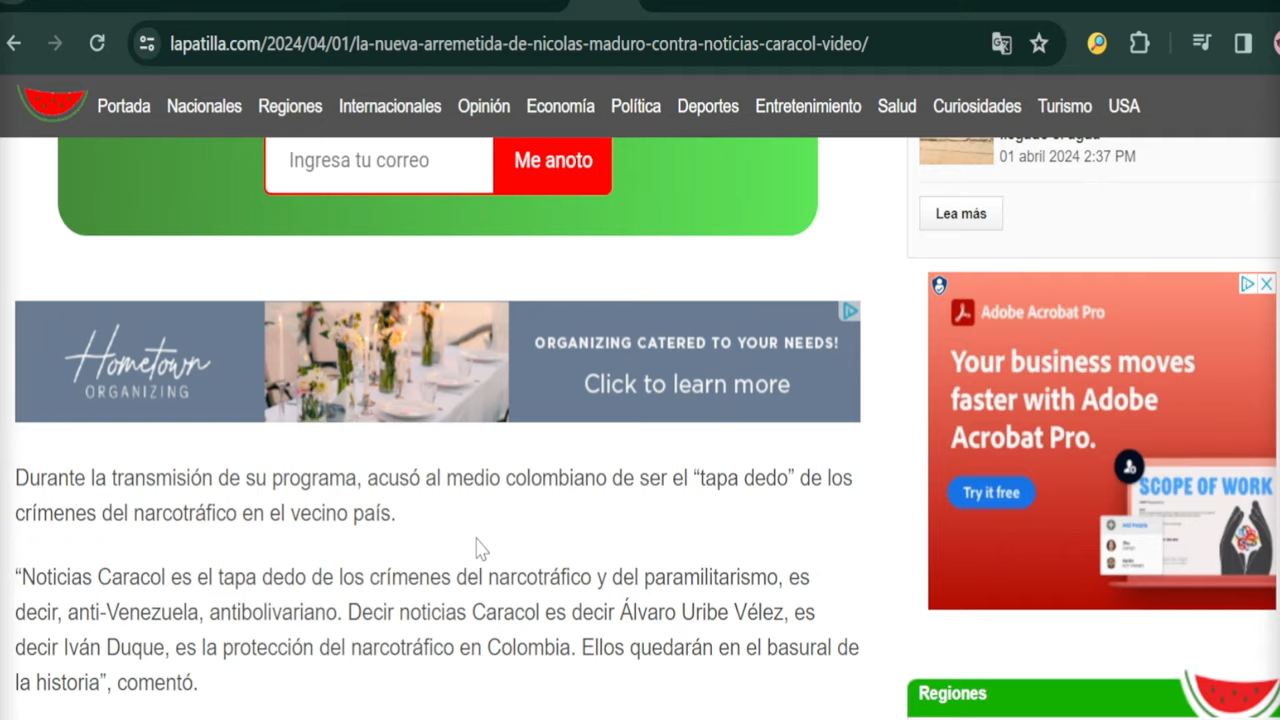 lapatilla.com/2024/04/01/la-nueva-arremetida-de-nicolas-maduro-contra-noticias-caracol-video/
Portada Nacionales Regiones Internacionales Opinión Economía Política Deportes Entretenimiento Salud Curiosidades Turismo USA
Ingresa tu correo Me anoto
01 abril 2024 2:37 PM
Lea más
Hometown
ORGANIZING
ORGANIZING CATERED TO YOUR NEEDS!
Click to learn more
Adobe Acrobat Pro
Your business moves
faster with Adobe
Acrobat Pro.
Try it free
SCOPE OF WORK
Durante la transmisión de su programa, acusó al medio colombiano de ser el “tapa dedo” de los
crímenes del narcotráfico en el vecino país.
“Noticias Caracol es el tapa dedo de los crímenes del narcotráfico y del paramilitarismo, es
decir, anti-Venezuela, antibolivariano. Decir noticias Caracol es decir Álvaro Uribe Vélez, es
decir Iván Duque, es la protección del narcotráfico en Colombia. Ellos quedarán en el basural de
la historia”, comentó.
Regiones